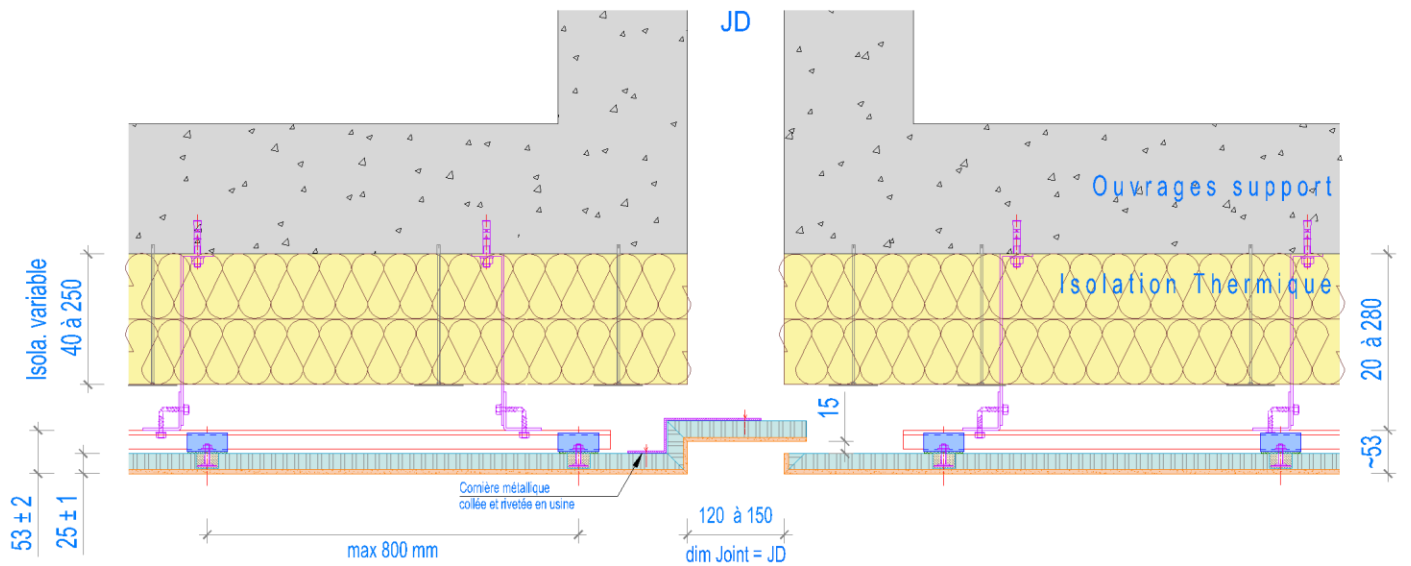 JD
Ouvrages support
Isolation Thermique
Isola. variable
40 à 250
20 à 280
15
~53
53 ± 2
25 ± 1
Cornière métallique
collée et rivetée en usine
max 800 mm
120 à 150
dim Joint = JD